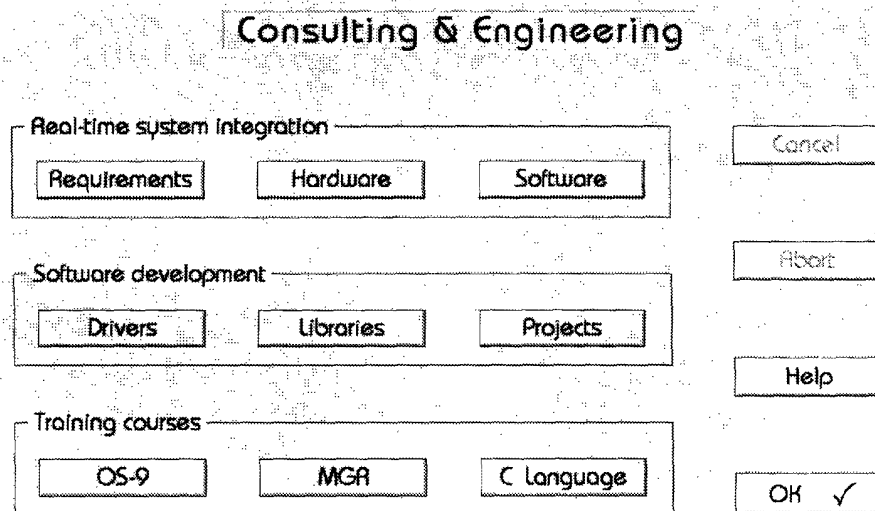 Consulting & Engineering
Real-time system integration
Requirements Hardware Software
Cancel
Software development
Abort
Drivers Libraries Projects
Help
Training courses
OS-9 MGR C Language
OK ✓